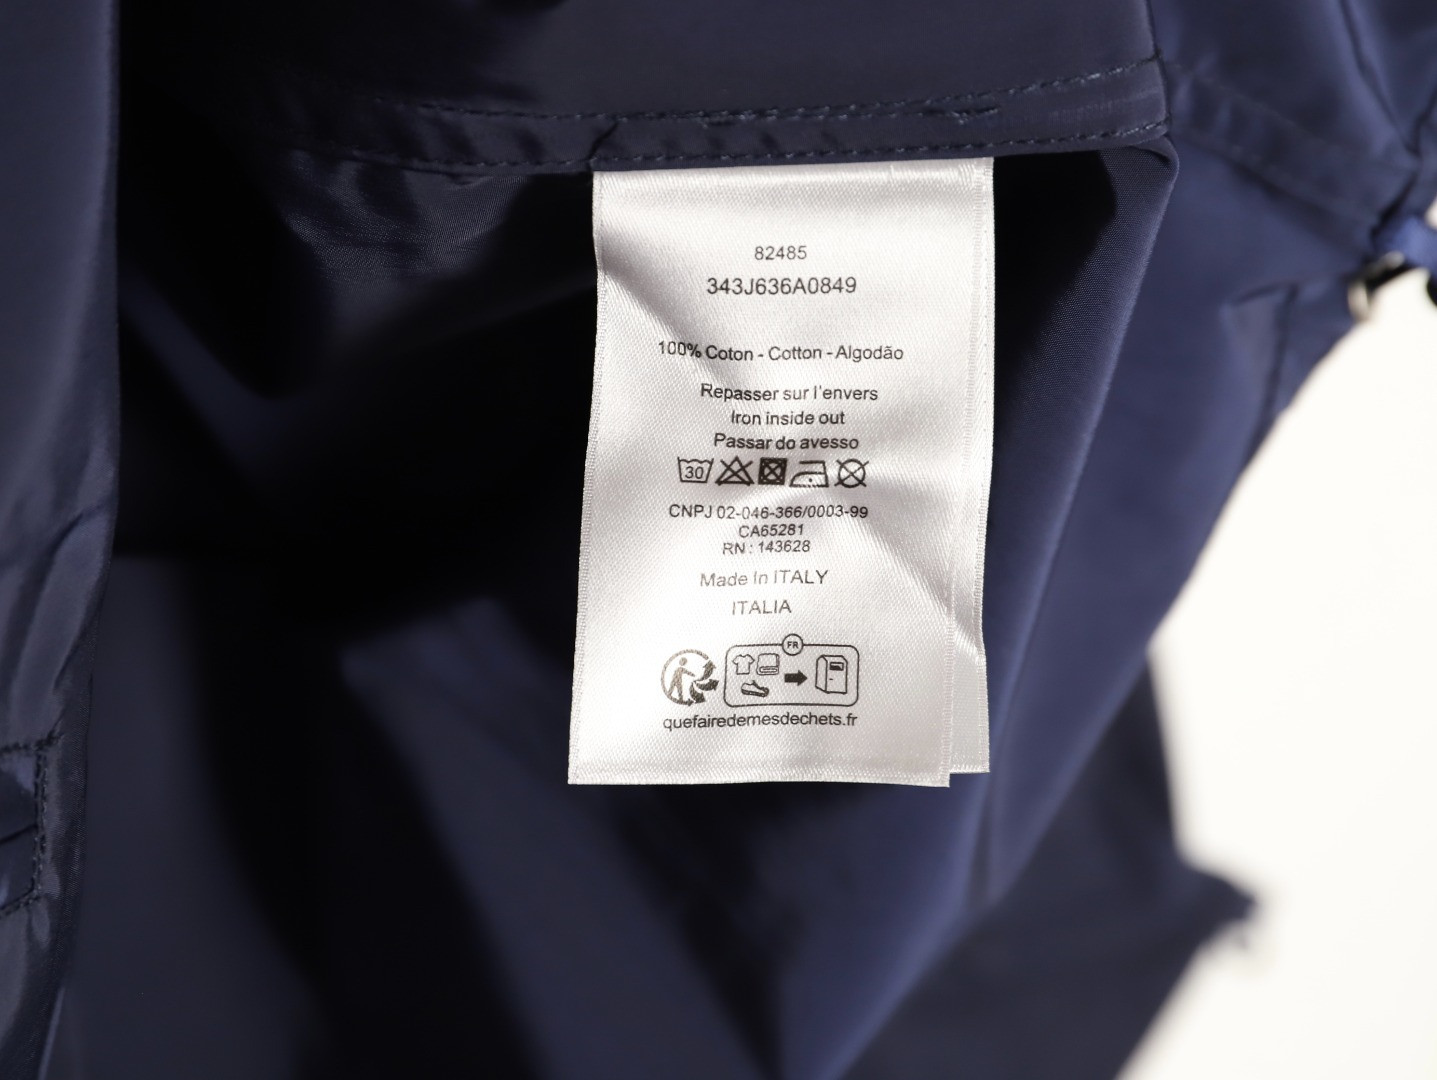 82485
343J636A0849
100% Coton - Cotton - Algodão
Repasser sur l'envers
Iron inside out
Passar do avesso
30
CNPJ 02-046-366/0003-99
CA65281
RN : 143628
Made In ITALY
ITALIA
FR
quefairedemesdechets.fr